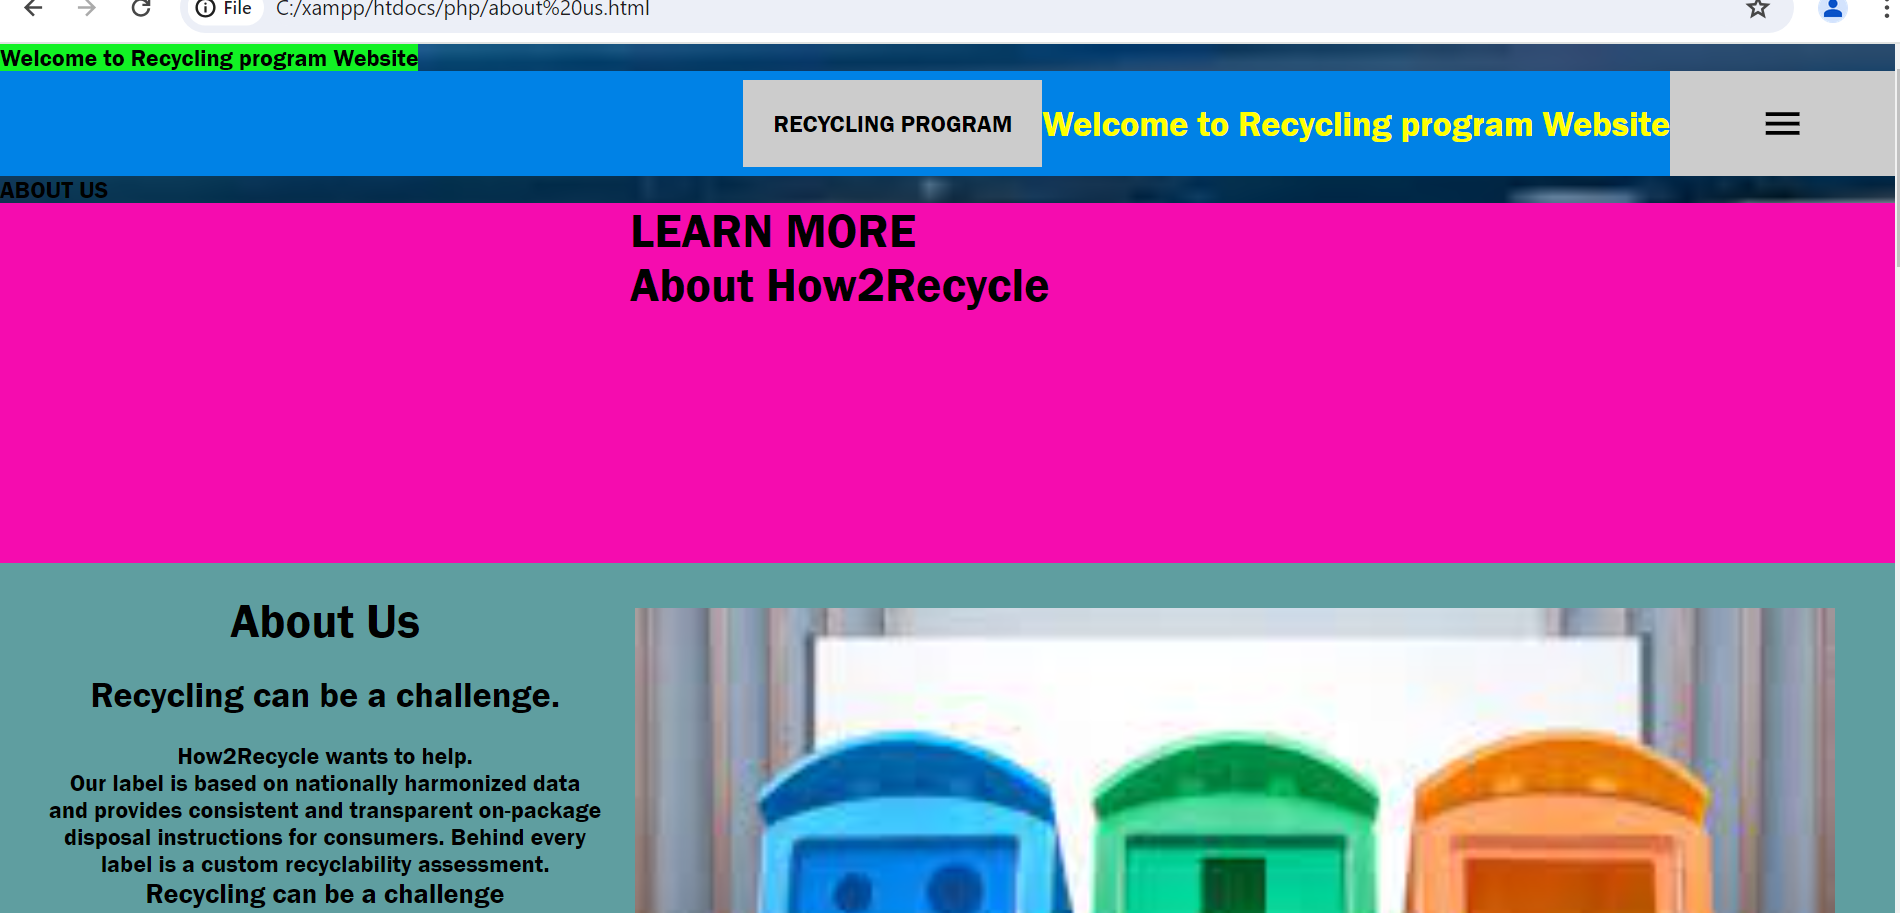 File C:/xampp/htdocs/php/about%20us.html
Welcome to Recycling program Website
RECYCLING PROGRAM
Welcome to Recycling program Website
ABOUT US
LEARN MORE
About How2Recycle
About Us
Recycling can be a challenge.
How2Recycle wants to help.
Our label is based on nationally harmonized data
and provides consistent and transparent on-package
disposal instructions for consumers. Behind every
label is a custom recyclability assessment.
Recycling can be a challenge